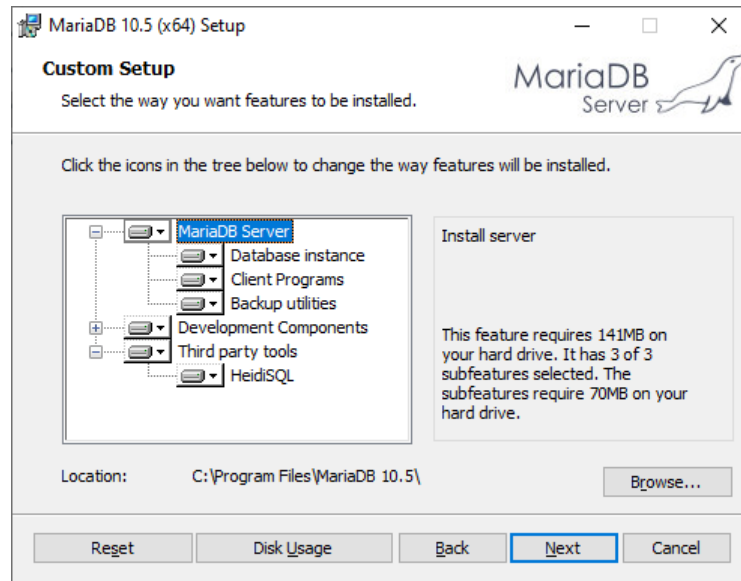 MariaDB 10.5 (x64) Setup
Custom Setup
Select the way you want features to be installed.
MariaDB
Server
Click the icons in the tree below to change the way features will be installed.
MariaDB Server
Database instance
Client Programs
Backup utilities
Development Components
Third party tools
HeidiSQL
Install server
This feature requires 141MB on
your hard drive. It has 3 of 3
subfeatures selected. The
subfeatures require 70MB on your
hard drive.
Location: C:\Program Files\MariaDB 10.5\
Browse...
Reset Disk Usage Back Next Cancel